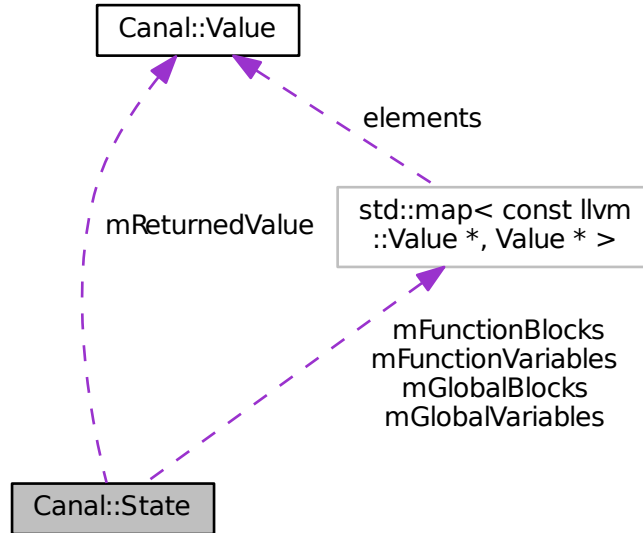 Canal::Value
elements
mReturnedValue
std::map< const llvm
::Value *, Value * >
mFunctionBlocks
mFunctionVariables
mGlobalBlocks
mGlobalVariables
Canal::State